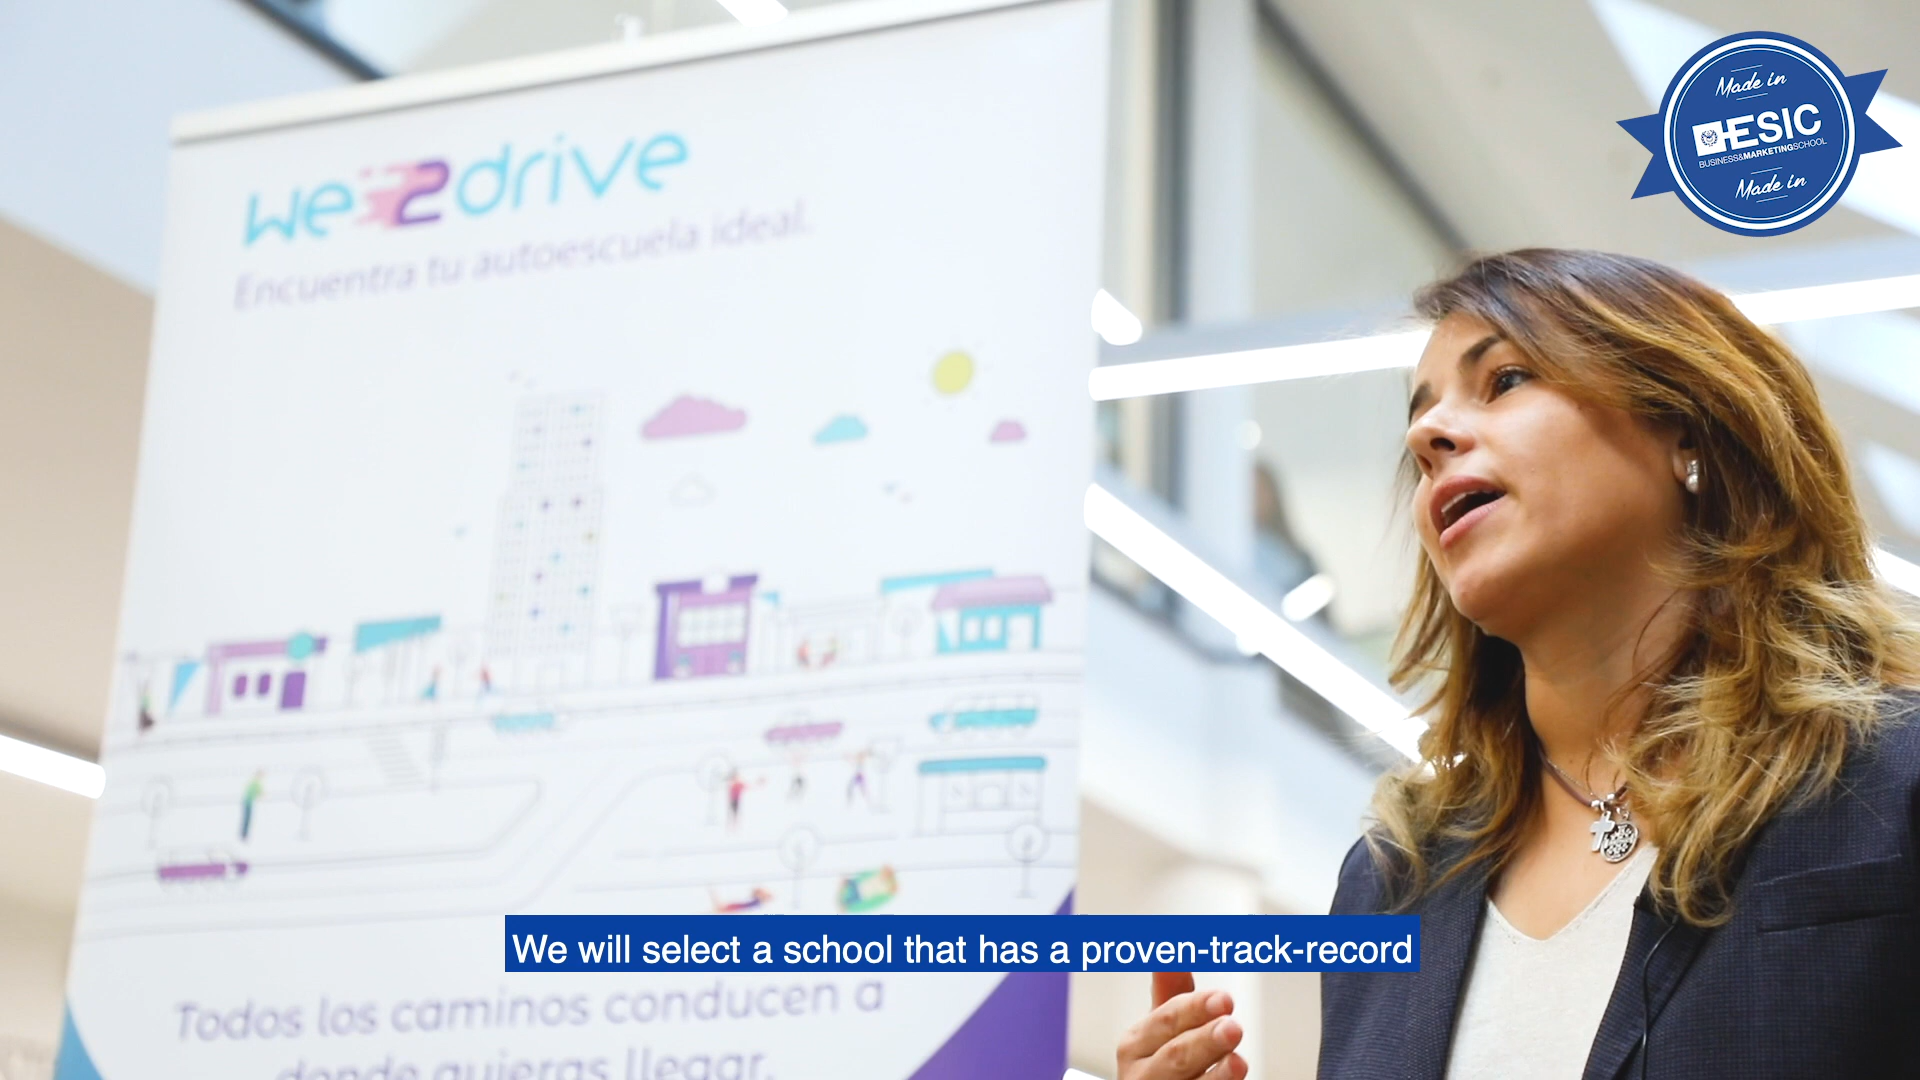 we2drive
Encuentra tu autoescuela ideal.
Made in
ESIC
BUSINESS&MARKETINGSCHOOL
Made in
We will select a school that has a proven-track-record
Todos los caminos conducen a
donde quieras llegar.